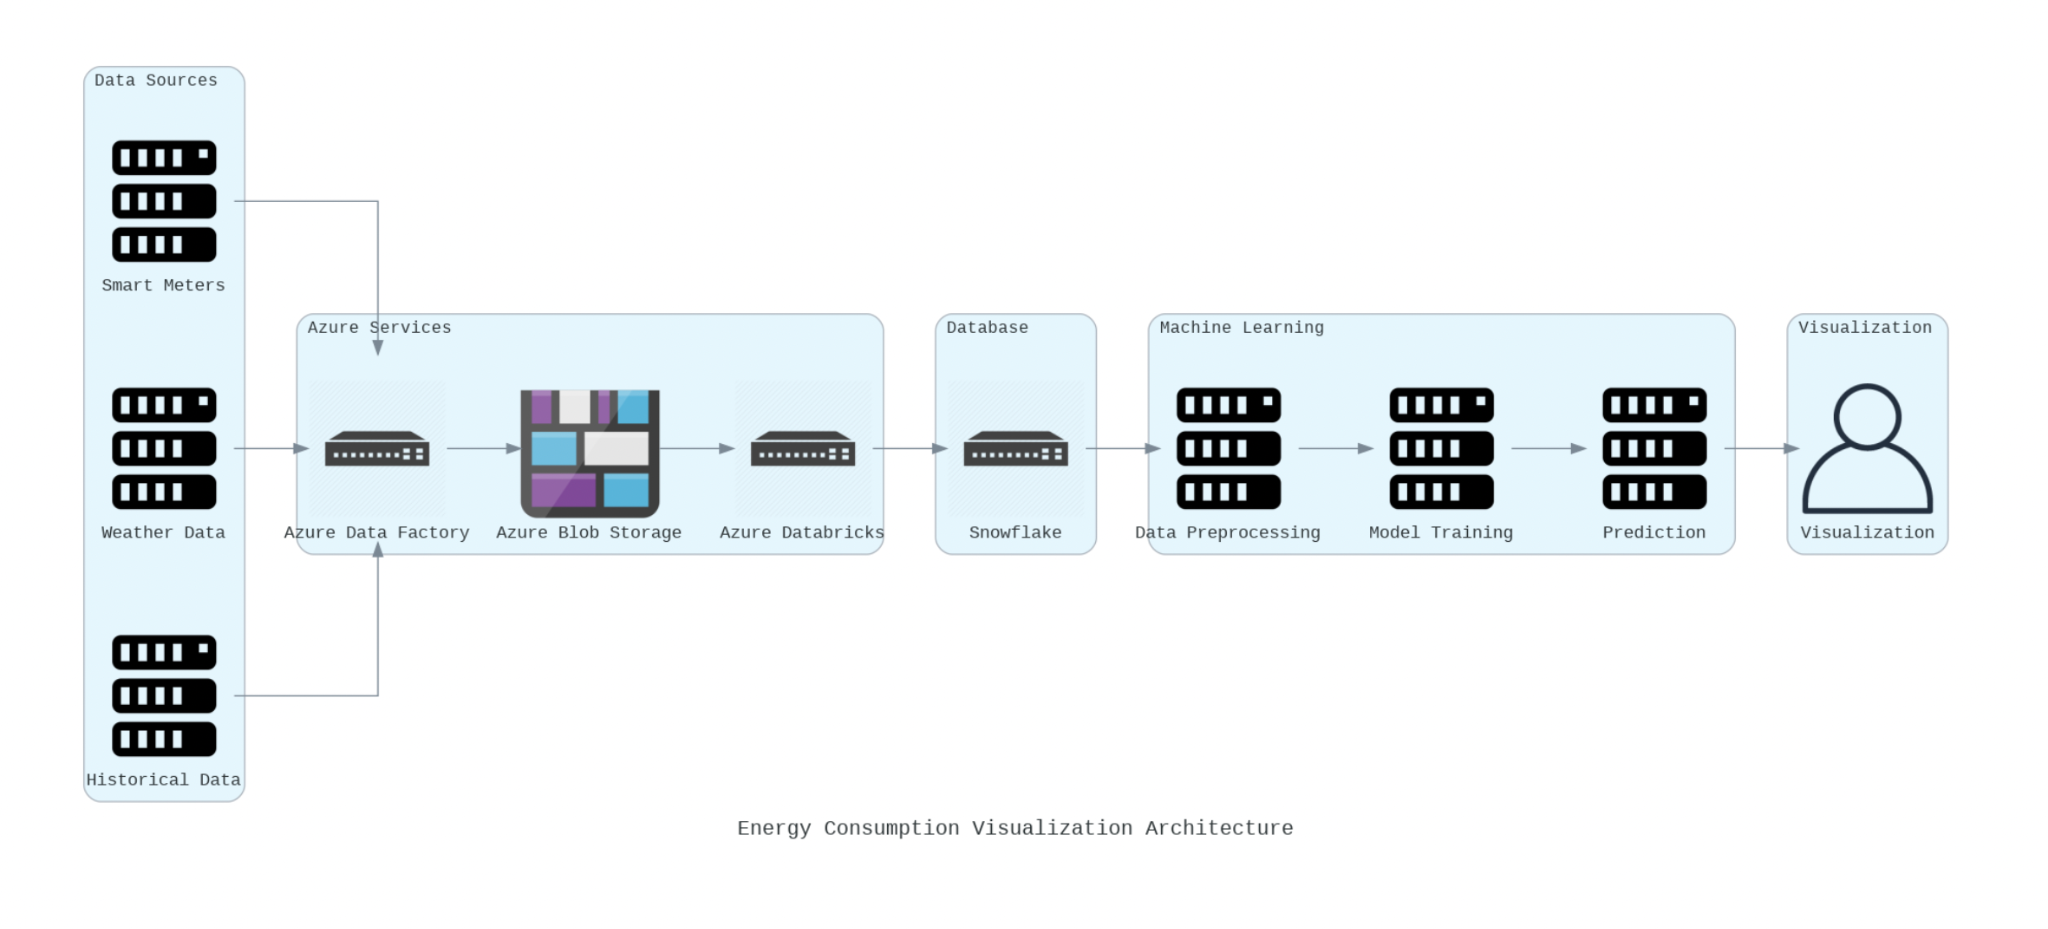 Data Sources
Smart Meters
Weather Data
Historical Data
Azure Services
Azure Data Factory
Azure Blob Storage
Azure Databricks
Database
Snowflake
Machine Learning
Data Preprocessing
Model Training
Prediction
Visualization
Visualization
Energy Consumption Visualization Architecture